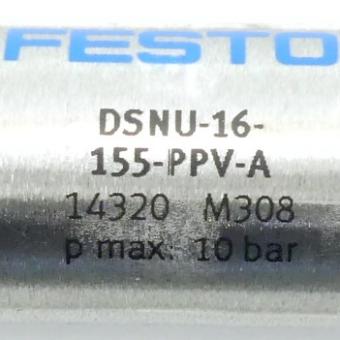 FESTO
DSNU-16-
155-PPV-A
14320 M308
p max: 10 bar